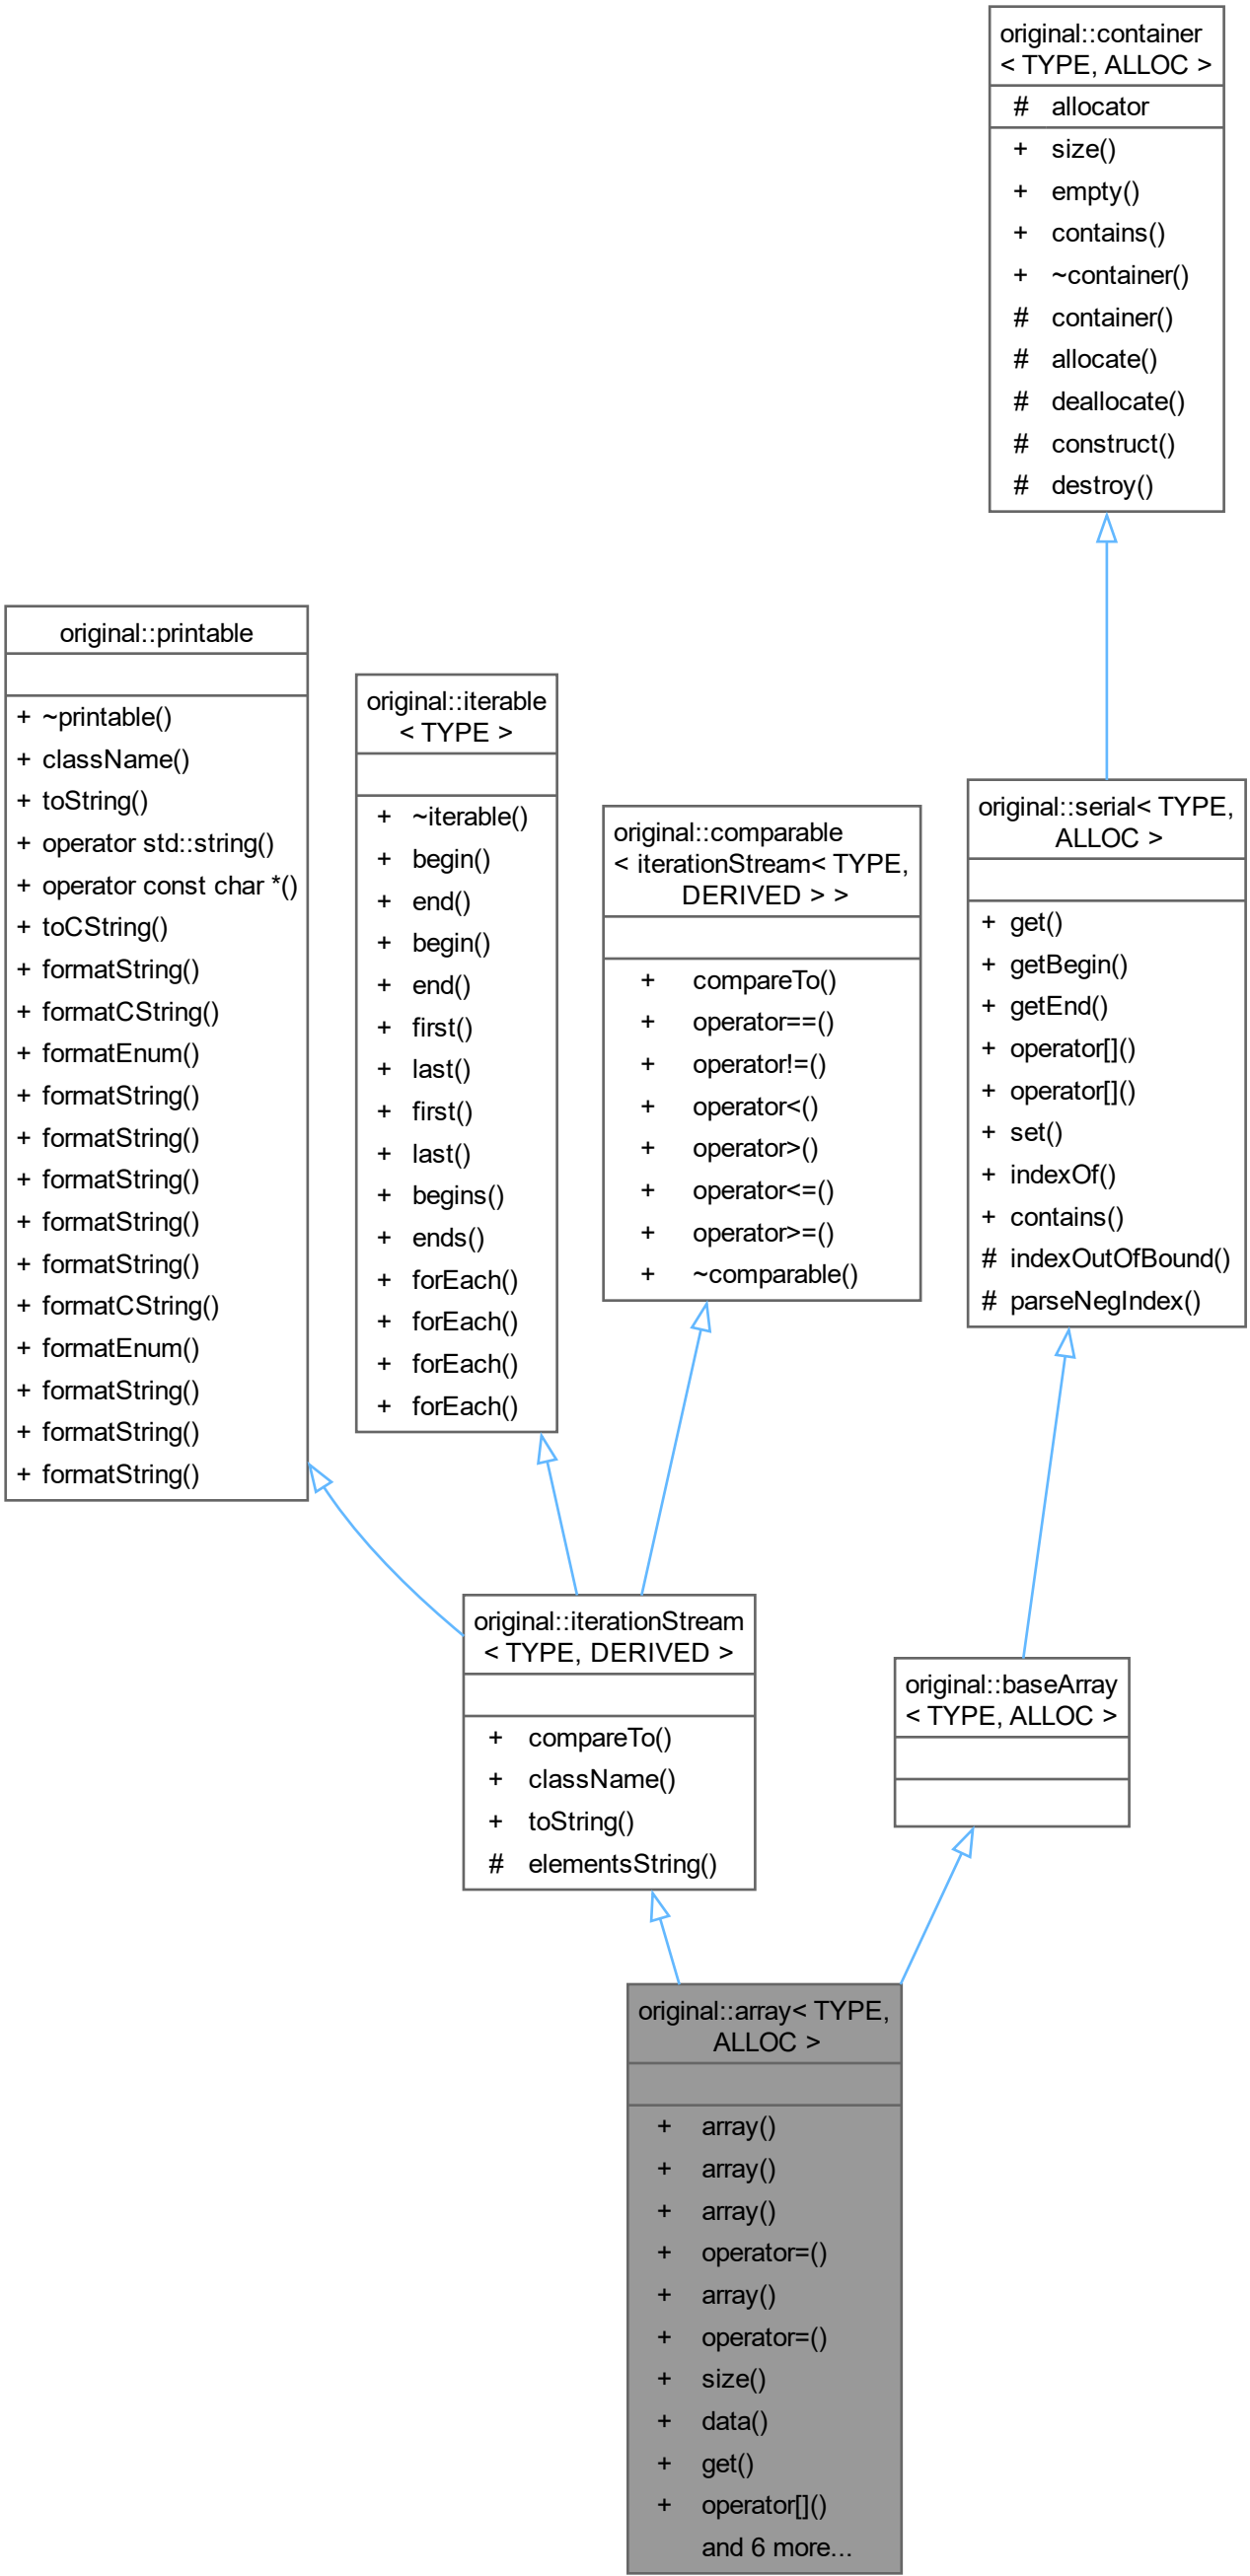 original::container
< TYPE, ALLOC >
# allocator
+ size()
+ empty()
+ contains()
+ ~container()
# container()
# allocate()
# deallocate()
# construct()
# destroy()
original::printable
+ ~printable()
+ className()
+ toString()
+ operator std::string()
+ operator const char *()
+ toCString()
+ formatString()
+ formatCString()
+ formatEnum()
+ formatString()
+ formatString()
+ formatString()
+ formatString()
+ formatString()
+ formatCString()
+ formatEnum()
+ formatString()
+ formatString()
+ formatString()
original::iterable
< TYPE >
+ ~iterable()
+ begin()
+ end()
+ begin()
+ end()
+ first()
+ last()
+ first()
+ last()
+ begins()
+ ends()
+ forEach()
+ forEach()
+ forEach()
+ forEach()
original::comparable
< iterationStream< TYPE,
DERIVED > >
+ compareTo()
+ operator==()
+ operator!=()
+ operator<()
+ operator>()
+ operator<=()
+ operator>=()
+ ~comparable()
original::serial< TYPE,
ALLOC >
+ get()
+ getBegin()
+ getEnd()
+ operator[]()
+ operator[]()
+ set()
+ indexOf()
+ contains()
# indexOutOfBound()
# parseNegIndex()
original::iterationStream
< TYPE, DERIVED >
+ compareTo()
+ className()
+ toString()
# elementsString()
original::baseArray
< TYPE, ALLOC >
original::array< TYPE,
ALLOC >
+ array()
+ array()
+ array()
+ operator=()
+ array()
+ operator=()
+ size()
+ data()
+ get()
+ operator[]()
and 6 more...